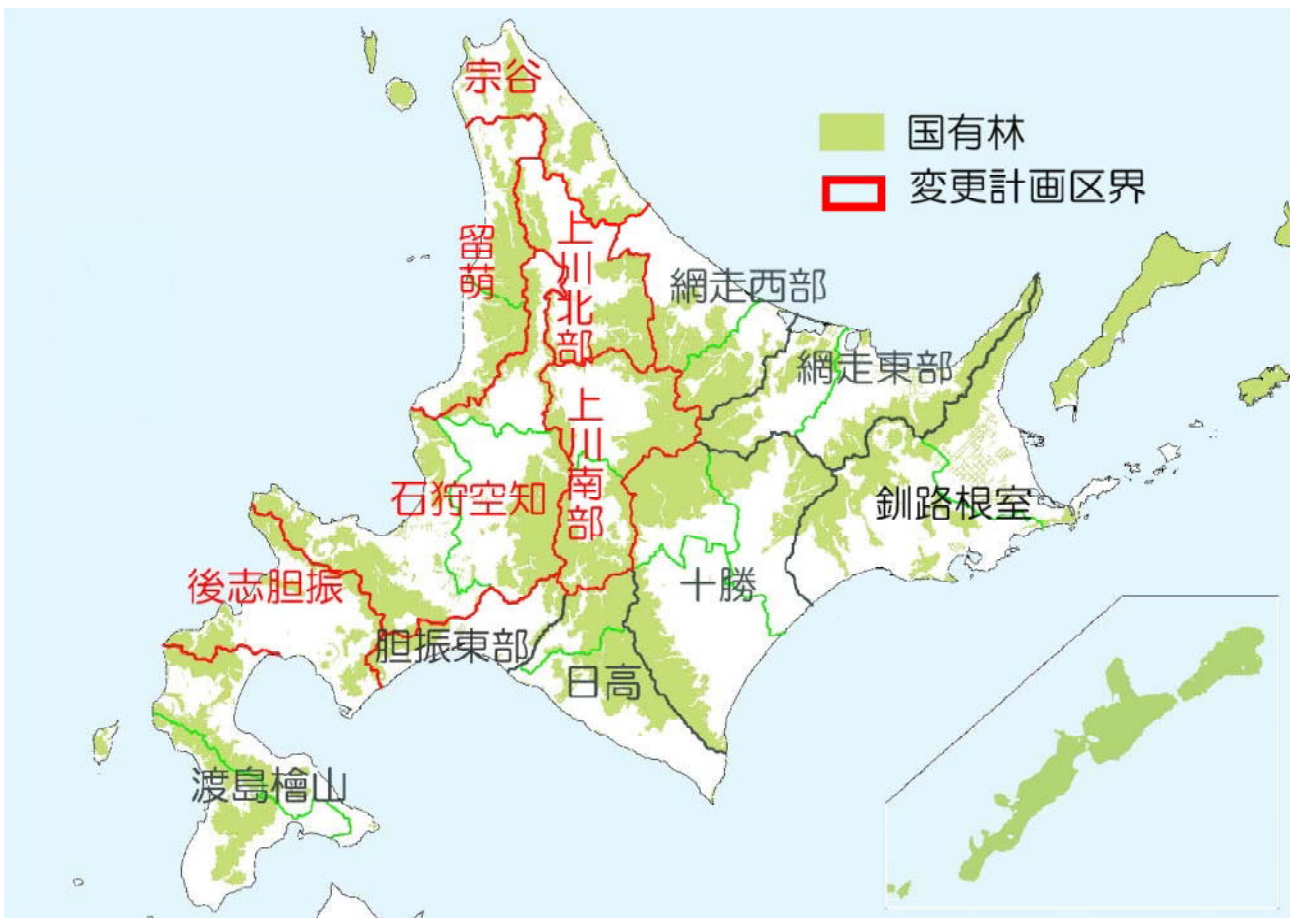 宗谷
国有林
変更計画区界
留萌
上川北部
網走西部
網走東部
上川南部
石狩空知
釧路根室
後志胆振
十勝
胆振東部
日高
渡島檜山